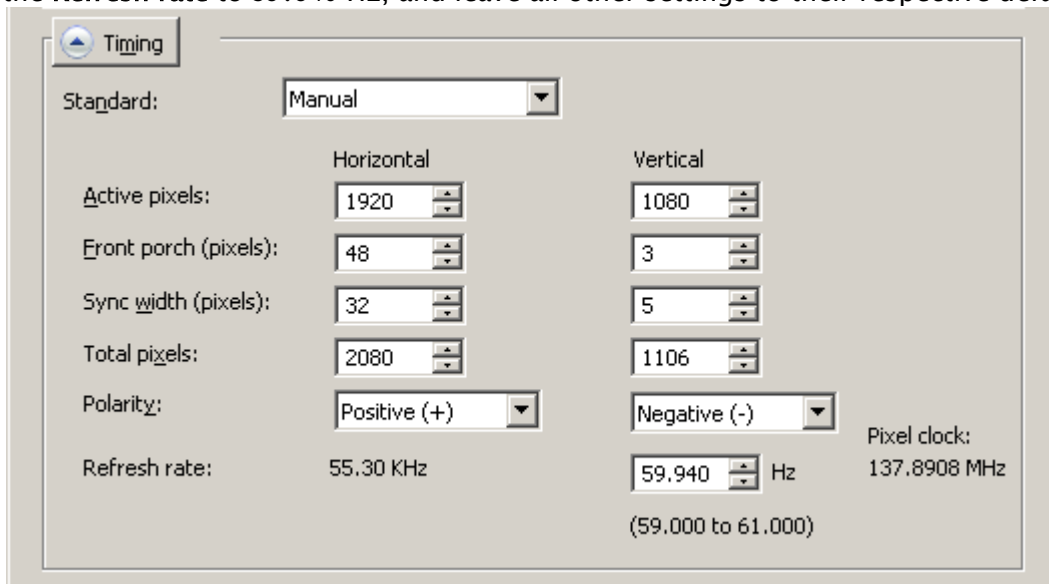 Timing
Standard: Manual
Horizontal Vertical
Active pixels: 1920 1080
Front porch (pixels): 48 3
Sync width (pixels): 32 5
Total pixels: 2080 1106
Polarity: Positive (+) Negative (-)
Pixel clock:
Refresh rate: 55.30 KHz 59.940 Hz 137.8908 MHz
(59.000 to 61.000)